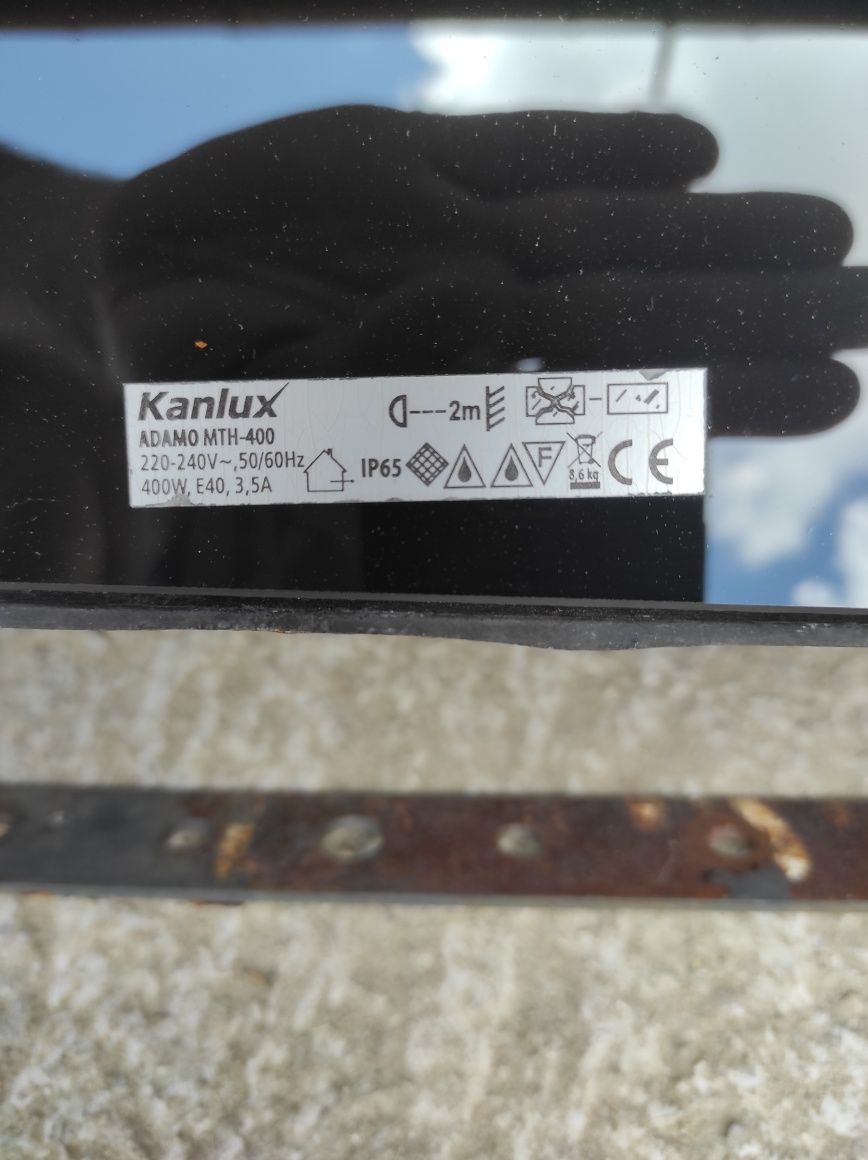 Kanlux
ADAMO MTH-400
220-240V~,50/60Hz
400W, E40, 3,5A
2m
IP65
F
8,6 kg
CE